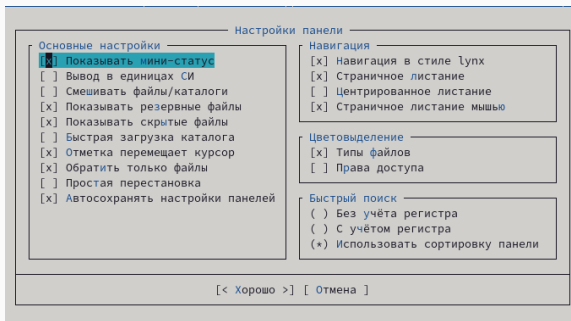 Настройки панели
Основные настройки
[x] Показывать мини-статус
[ ] Вывод в единицах СИ
[ ] Смешивать файлы/каталоги
[x] Показывать резервные файлы
[x] Показывать скрытые файлы
[ ] Быстрая загрузка каталога
[x] Отметка перемещает курсор
[x] Обратить только файлы
[ ] Простая перестановка
[x] Автосохранять настройки панелей
Навигация
[x] Навигация в стиле lynx
[x] Страничное листание
[ ] Центрированное листание
[x] Страничное листание мышью
Цветовыделение
[x] Типы файлов
[ ] Права доступа
Быстрый поиск
( ) Без учёта регистра
( ) С учётом регистра
(*) Использовать сортировку панели
[< Хорошо >] [ Отмена ]